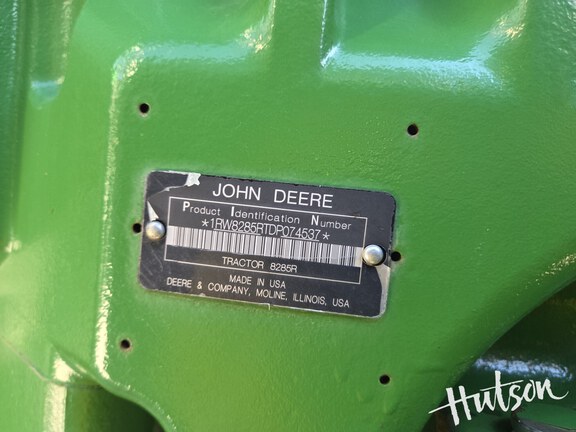 JOHN DEERE
Product Identification Number
*1RW8285RTDP074537*
TRACTOR 8285R
MADE IN USA
DEERE & COMPANY, MOLINE, ILLINOIS, USA
Hutson